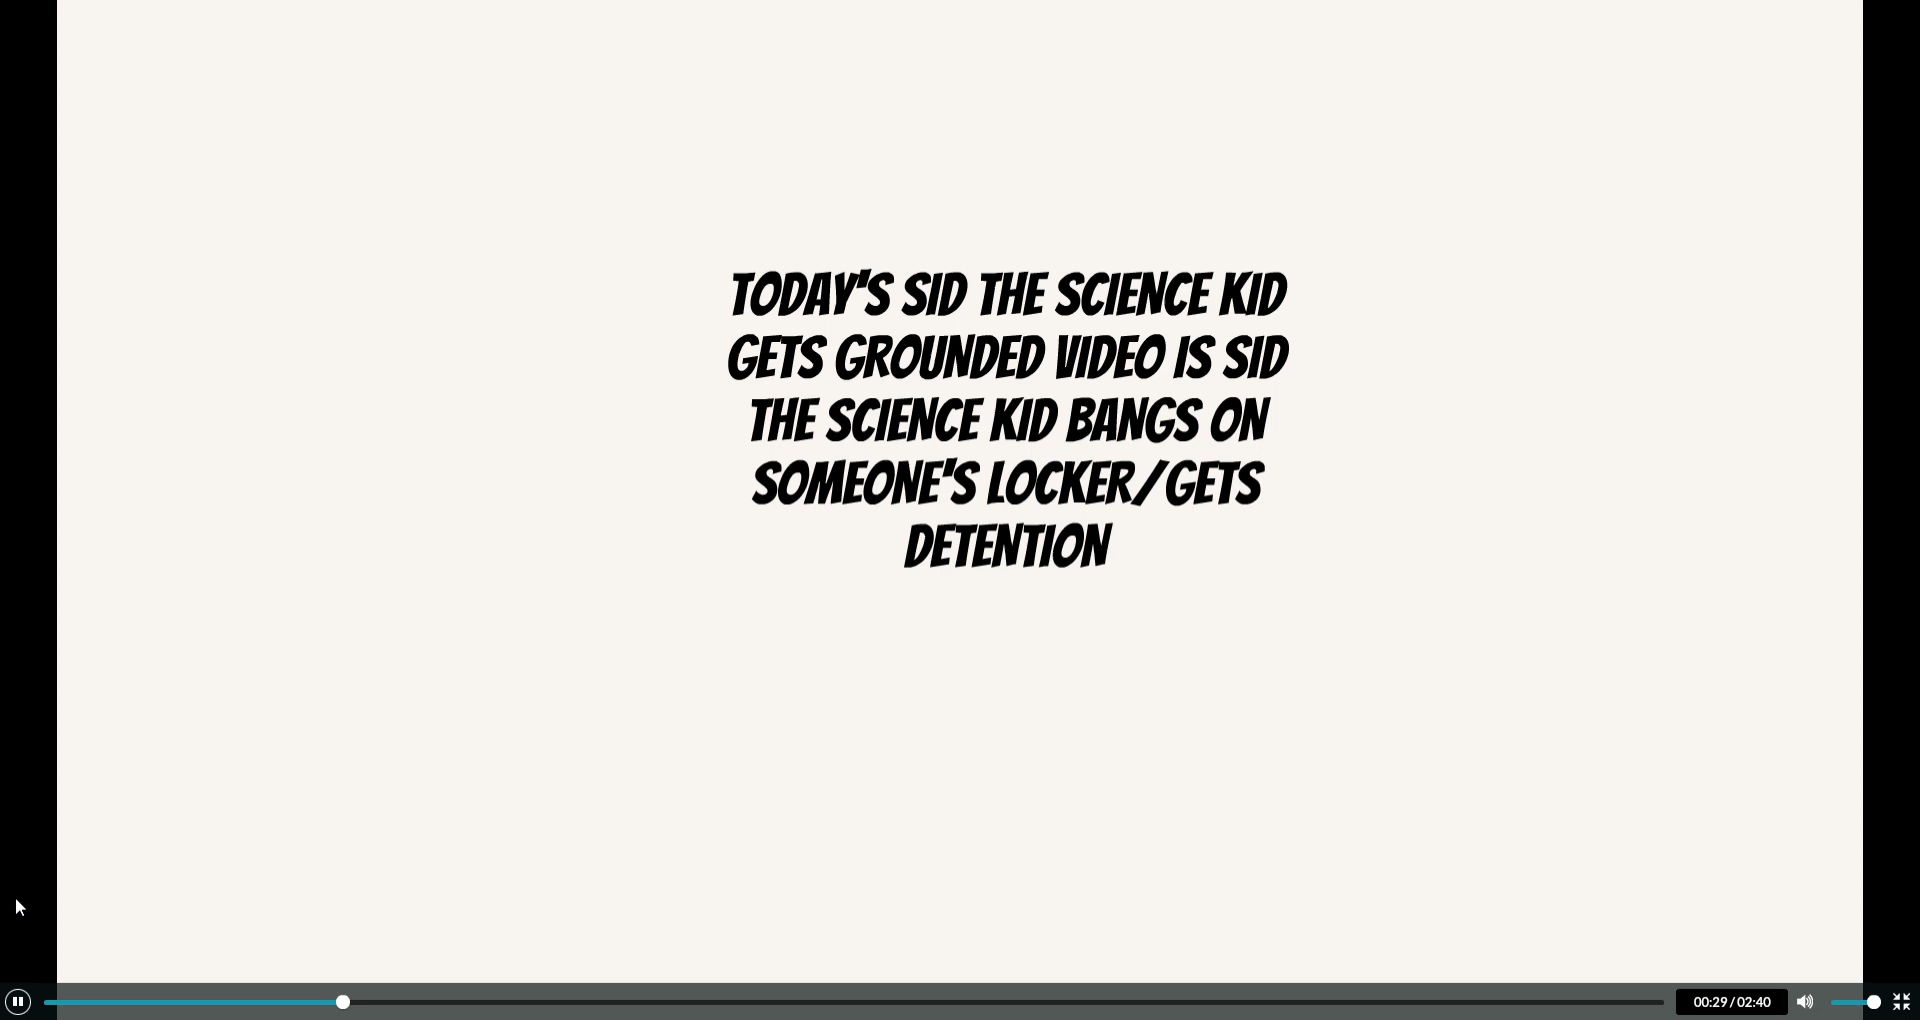 TODAY'S SID THE SCIENCE KID
GETS GROUNDED VIDEO IS SID
THE SCIENCE KID BANGS ON
SOMEONE'S LOCKER/GETS
DETENTION
00:29 / 02:40